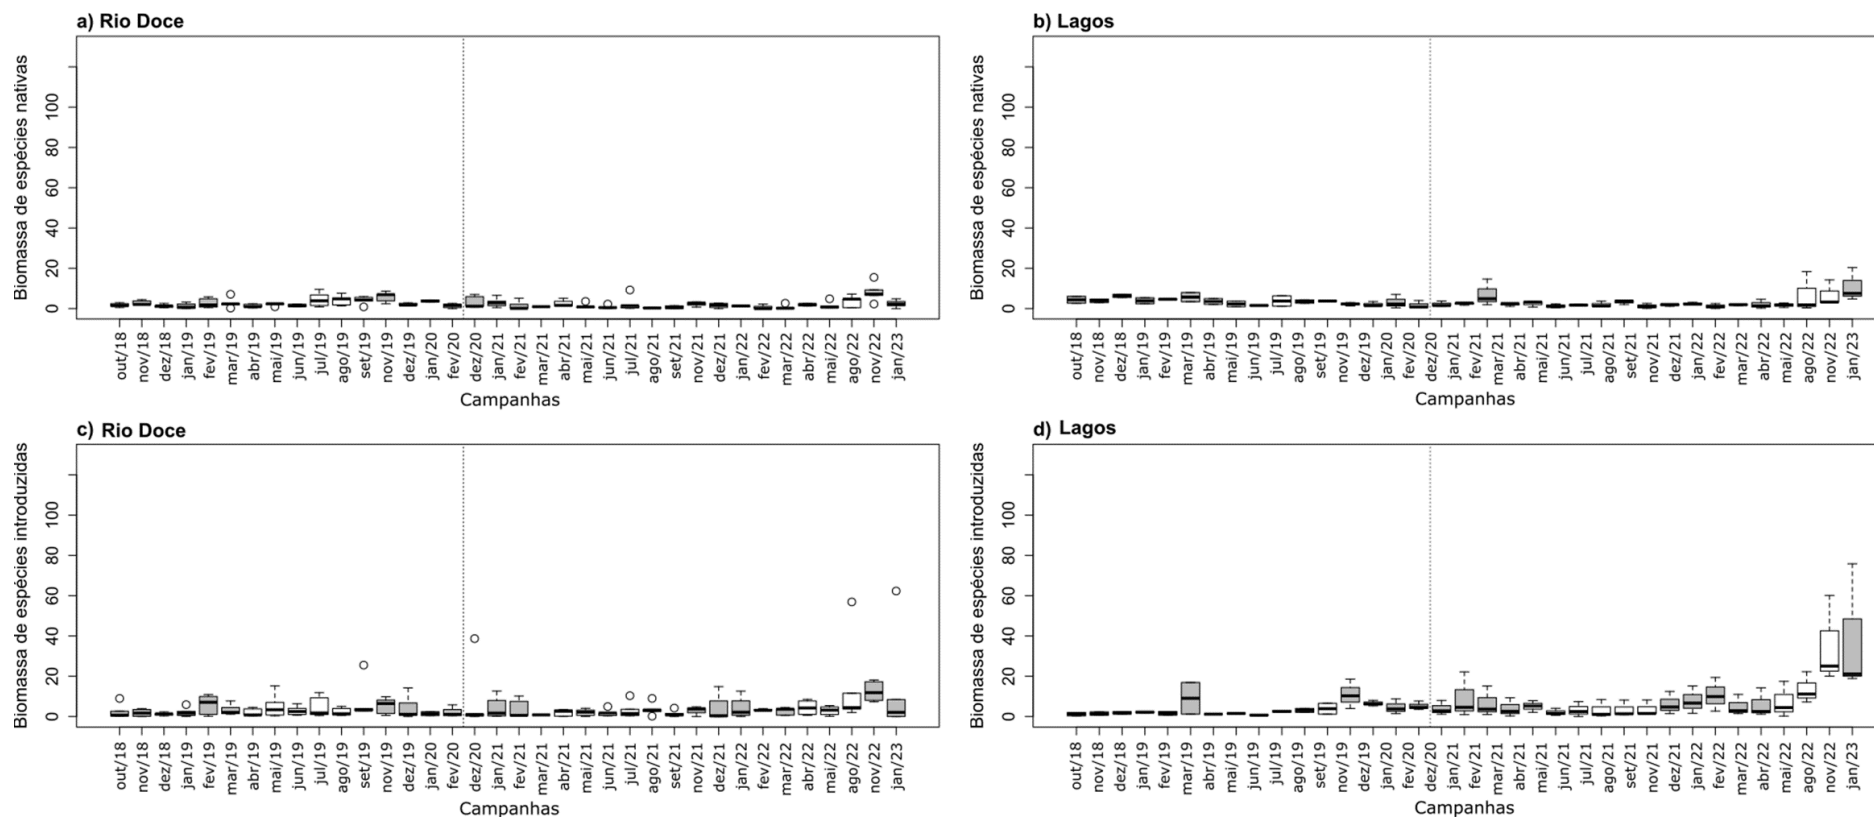 a) Rio Doce
Biomassa de espécies nativas
100
80
60
40
20
0
out/18 nov/18 dez/18 jan/19 fev/19 mar/19 abr/19 mai/19 jun/19 jul/19 ago/19 set/19 nov/19 dez/19 jan/20 fev/20 dez/20 jan/21 fev/21 mar/21 abr/21 mai/21 jun/21 jul/21 ago/21 set/21 nov/21 dez/21 jan/22 fev/22 mar/22 abr/22 mai/22 ago/22 nov/22 jan/23
Campanhas
b) Lagos
Biomassa de espécies nativas
100
80
60
40
20
0
out/18 nov/18 dez/18 jan/19 fev/19 mar/19 abr/19 mai/19 jun/19 jul/19 ago/19 set/19 nov/19 dez/19 jan/20 fev/20 dez/20 jan/21 fev/21 mar/21 abr/21 mai/21 jun/21 jul/21 ago/21 set/21 nov/21 dez/21 jan/22 fev/22 mar/22 abr/22 mai/22 ago/22 nov/22 jan/23
Campanhas
c) Rio Doce
Biomassa de espécies introduzidas
100
80
60
40
20
0
out/18 nov/18 dez/18 jan/19 fev/19 mar/19 abr/19 mai/19 jun/19 jul/19 ago/19 set/19 nov/19 dez/19 jan/20 fev/20 dez/20 jan/21 fev/21 mar/21 abr/21 mai/21 jun/21 jul/21 ago/21 set/21 nov/21 dez/21 jan/22 fev/22 mar/22 abr/22 mai/22 ago/22 nov/22 jan/23
Campanhas
d) Lagos
Biomassa de espécies introduzidas
100
80
60
40
20
0
out/18 nov/18 dez/18 jan/19 fev/19 mar/19 abr/19 mai/19 jun/19 jul/19 ago/19 set/19 nov/19 dez/19 jan/20 fev/20 dez/20 jan/21 fev/21 mar/21 abr/21 mai/21 jun/21 jul/21 ago/21 set/21 nov/21 dez/21 jan/22 fev/22 mar/22 abr/22 mai/22 ago/22 nov/22 jan/23
Campanhas